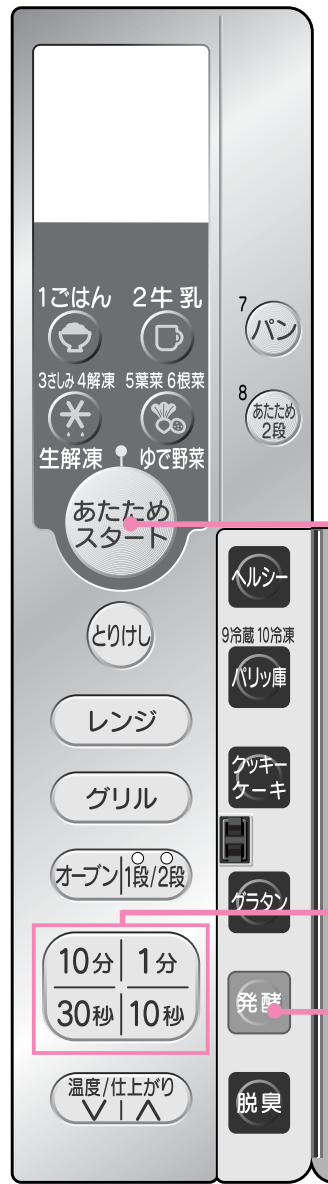 1ごはん 2牛乳
3さしみ 4解凍 5葉菜 6根菜
生解凍 ゆで野菜
あたため
スタート
とりけし
レンジ
グリル
オーブン 1段/2段
10分 1分
30秒 10秒
温度/仕上がり
7
パン
8
あたため
2段
ヘルシー
9冷蔵 10冷凍
パリッ庫
クッキー
ケーキ
グラタン
発酵
脱臭